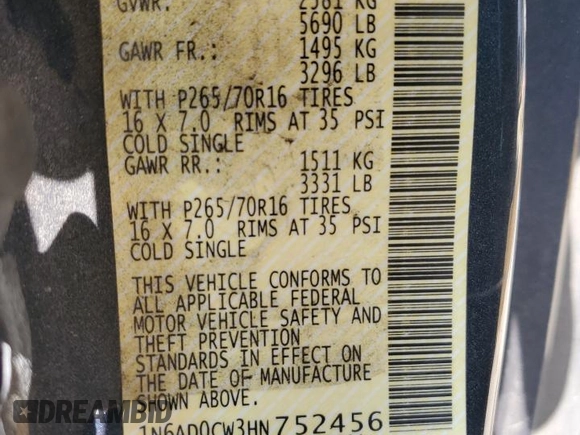 GVWR: 2581 KG
5690 LB
GAWR FR.: 1495 KG
3296 LB
WITH P265/70R16 TIRES
16 X 7.0 RIMS AT 35 PSI
COLD SINGLE
GAWR RR.: 1511 KG
3331 LB
WITH P265/70R16 TIRES
16 X 7.0 RIMS AT 35 PSI
COLD SINGLE
THIS VEHICLE CONFORMS TO
ALL APPLICABLE FEDERAL
MOTOR VEHICLE SAFETY AND
THEFT PREVENTION
STANDARDS IN EFFECT ON
THE DATE OF MANUFACTURE
SHOWN ABOVE.
1N6AD0CW3HN752456
DREAMBID